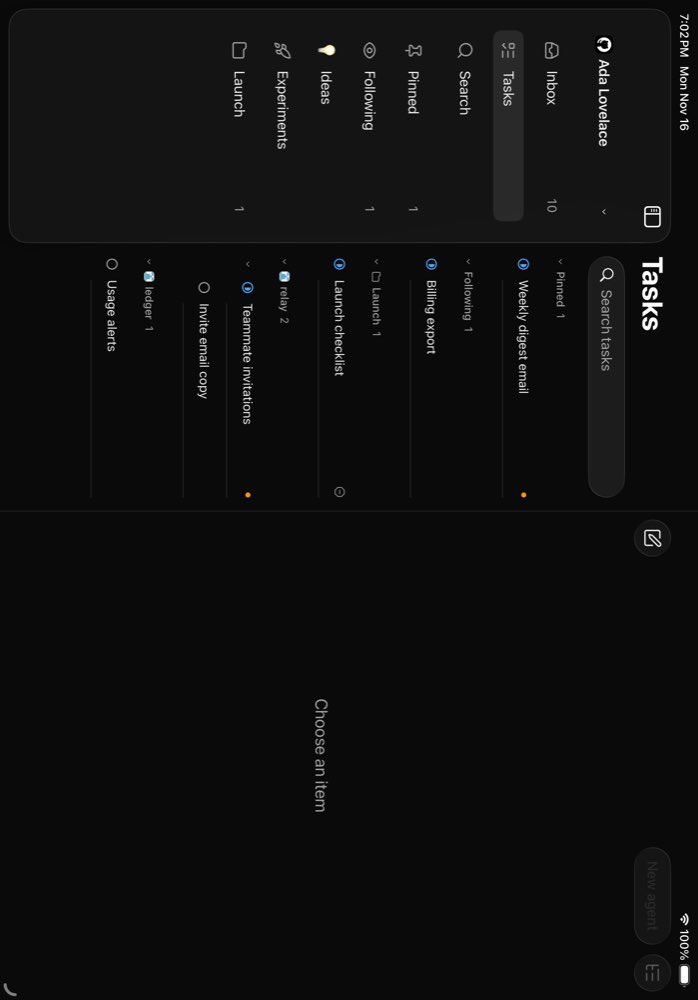 7:02 PM Mon Nov 16
100%
Ada Lovelace
Inbox 10
Tasks
Search
Pinned 1
Following 1
Ideas
Experiments
Launch 1
Tasks
Search tasks
Pinned 1
Weekly digest email
Following 1
Billing export
Launch 1
Launch checklist
relay 2
Teammate invitations
Invite email copy
ledger 1
Usage alerts
New agent
Choose an item